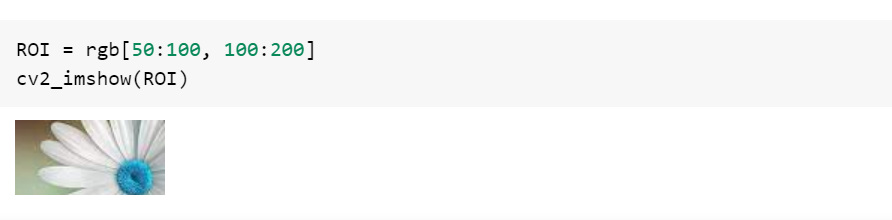 ROI = rgb[50:100, 100:200]
cv2_imshow(ROI)